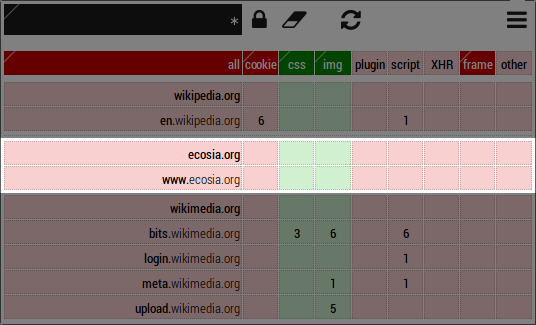 *
all cookie css img plugin script XHR frame other
wikipedia.org
en.wikipedia.org 6 1
ecosia.org
www.ecosia.org
wikimedia.org
bits.wikimedia.org 3 6 6
login.wikimedia.org 1
meta.wikimedia.org 1 1
upload.wikimedia.org 5